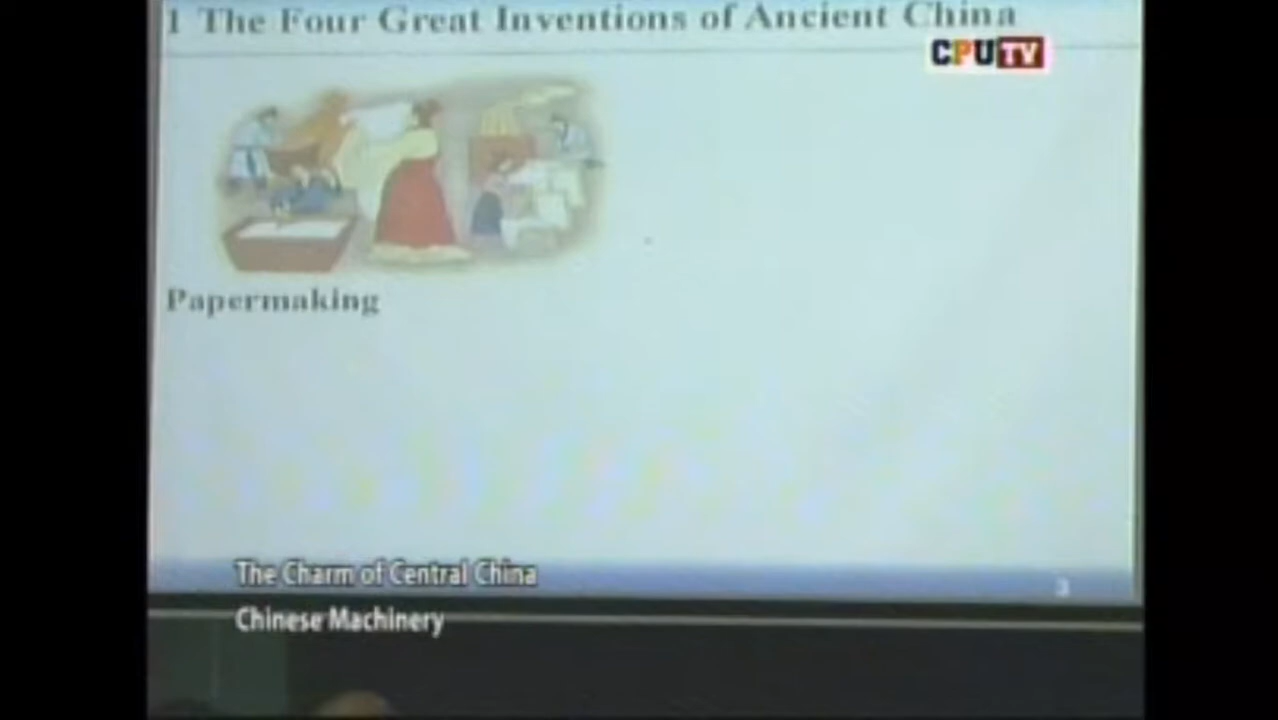 1 The Four Great Inventions of Ancient China
CPUTV
Papermaking
The Charm of Central China
3
Chinese Machinery